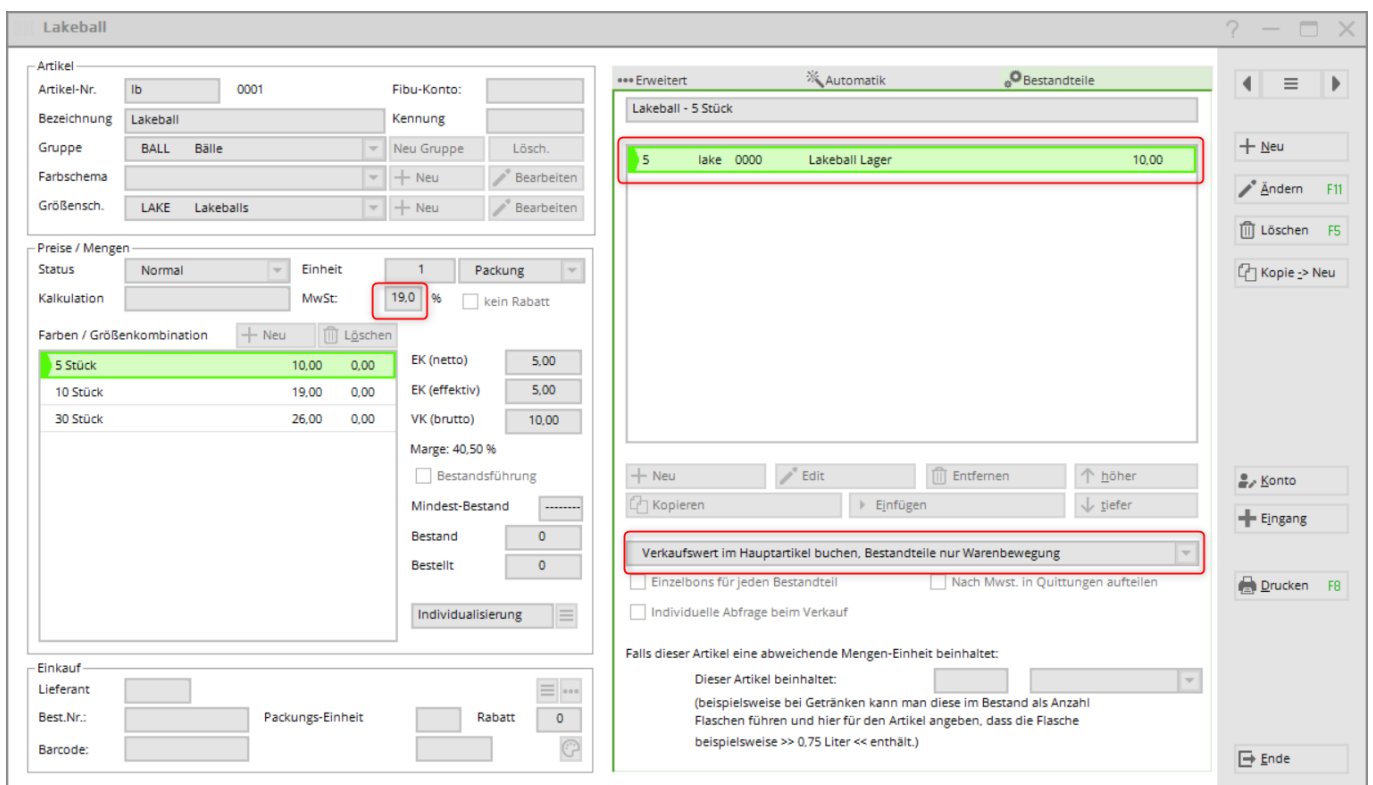 Lakeball
Artikel
Artikel-Nr. lb 0001 Fibu-Konto:
Bezeichnung Lakeball Kennung
Gruppe BALL Bälle Neu Gruppe Lösch.
Farbschema Neu Bearbeiten
Größensch. LAKE Lakeballs Neu Bearbeiten
Preise / Mengen
Status Normal Einheit 1 Packung
Kalkulation MwSt: 19,0 % kein Rabatt
Farben / Größenkombination Neu Löschen
5 Stück 10,00 0,00
10 Stück 19,00 0,00
30 Stück 26,00 0,00
EK (netto) 5,00
EK (effektiv) 5,00
VK (brutto) 10,00
Marge: 40,50 %
Bestandsführung
Mindest-Bestand --------
Bestand 0
Bestellt 0
Individualisierung
Einkauf
Lieferant
Best.Nr.: Packungs-Einheit Rabatt 0
Barcode:
Erweitert Automatik Bestandteile
Lakeball - 5 Stück
5 lake 0000 Lakeball Lager 10,00
Neu Edit Entfernen höher
Kopieren Einfügen tiefer
Verkaufswert im Hauptartikel buchen, Bestandteile nur Warenbewegung
Einzelbons für jeden Bestandteil Nach Mwst. in Quittungen aufteilen
Individuelle Abfrage beim Verkauf
Falls dieser Artikel eine abweichende Mengen-Einheit beinhaltet:
Dieser Artikel beinhaltet:
(beispielsweise bei Getränken kann man diese im Bestand als Anzahl
Flaschen führen und hier für den Artikel angeben, dass die Flasche
beispielsweise >> 0,75 Liter << enthält.)
Neu
Ändern F11
Löschen F5
Kopie -> Neu
Konto
Eingang
Drucken F8
Ende